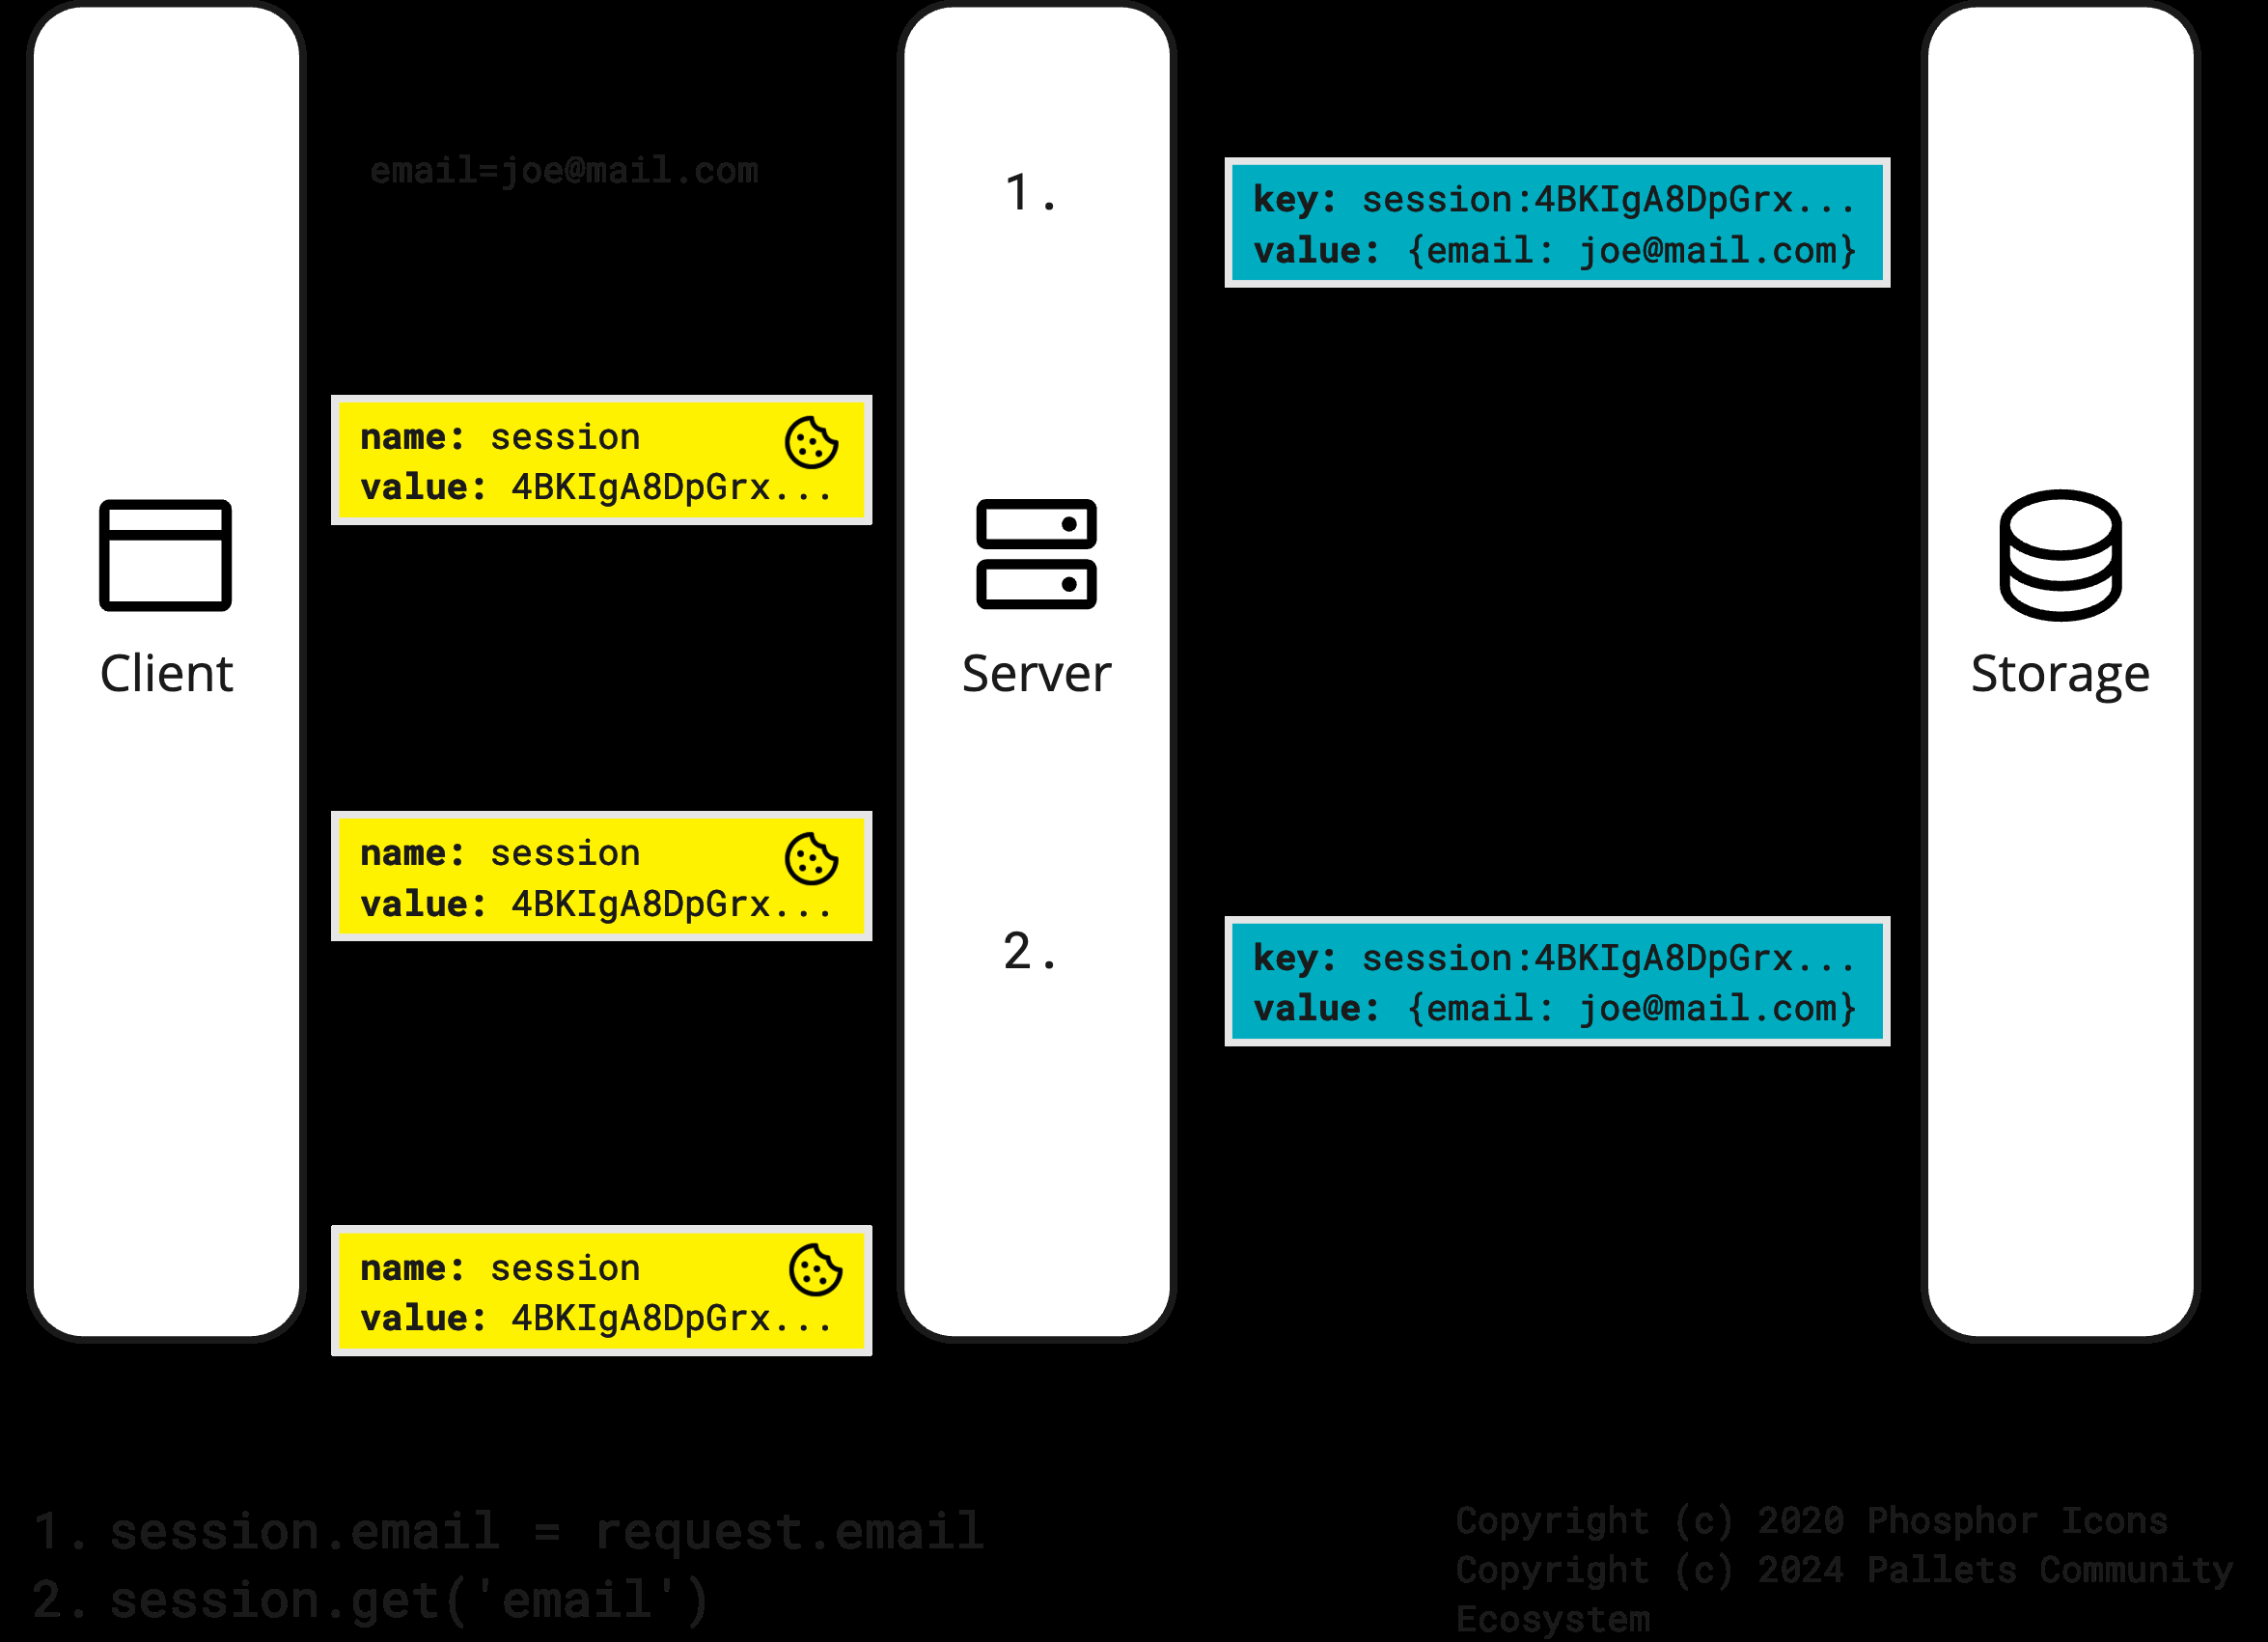 email=joe@mail.com
1.
key: session:4BKIgA8DpGrx...
value: {email: joe@mail.com}
name: session
value: 4BKIgA8DpGrx...
Client
Server
Storage
name: session
value: 4BKIgA8DpGrx...
2.
key: session:4BKIgA8DpGrx...
value: {email: joe@mail.com}
name: session
value: 4BKIgA8DpGrx...
1. session.email = request.email
2. session.get('email')
Copyright (c) 2020 Phosphor Icons
Copyright (c) 2024 Pallets Community
Ecosystem